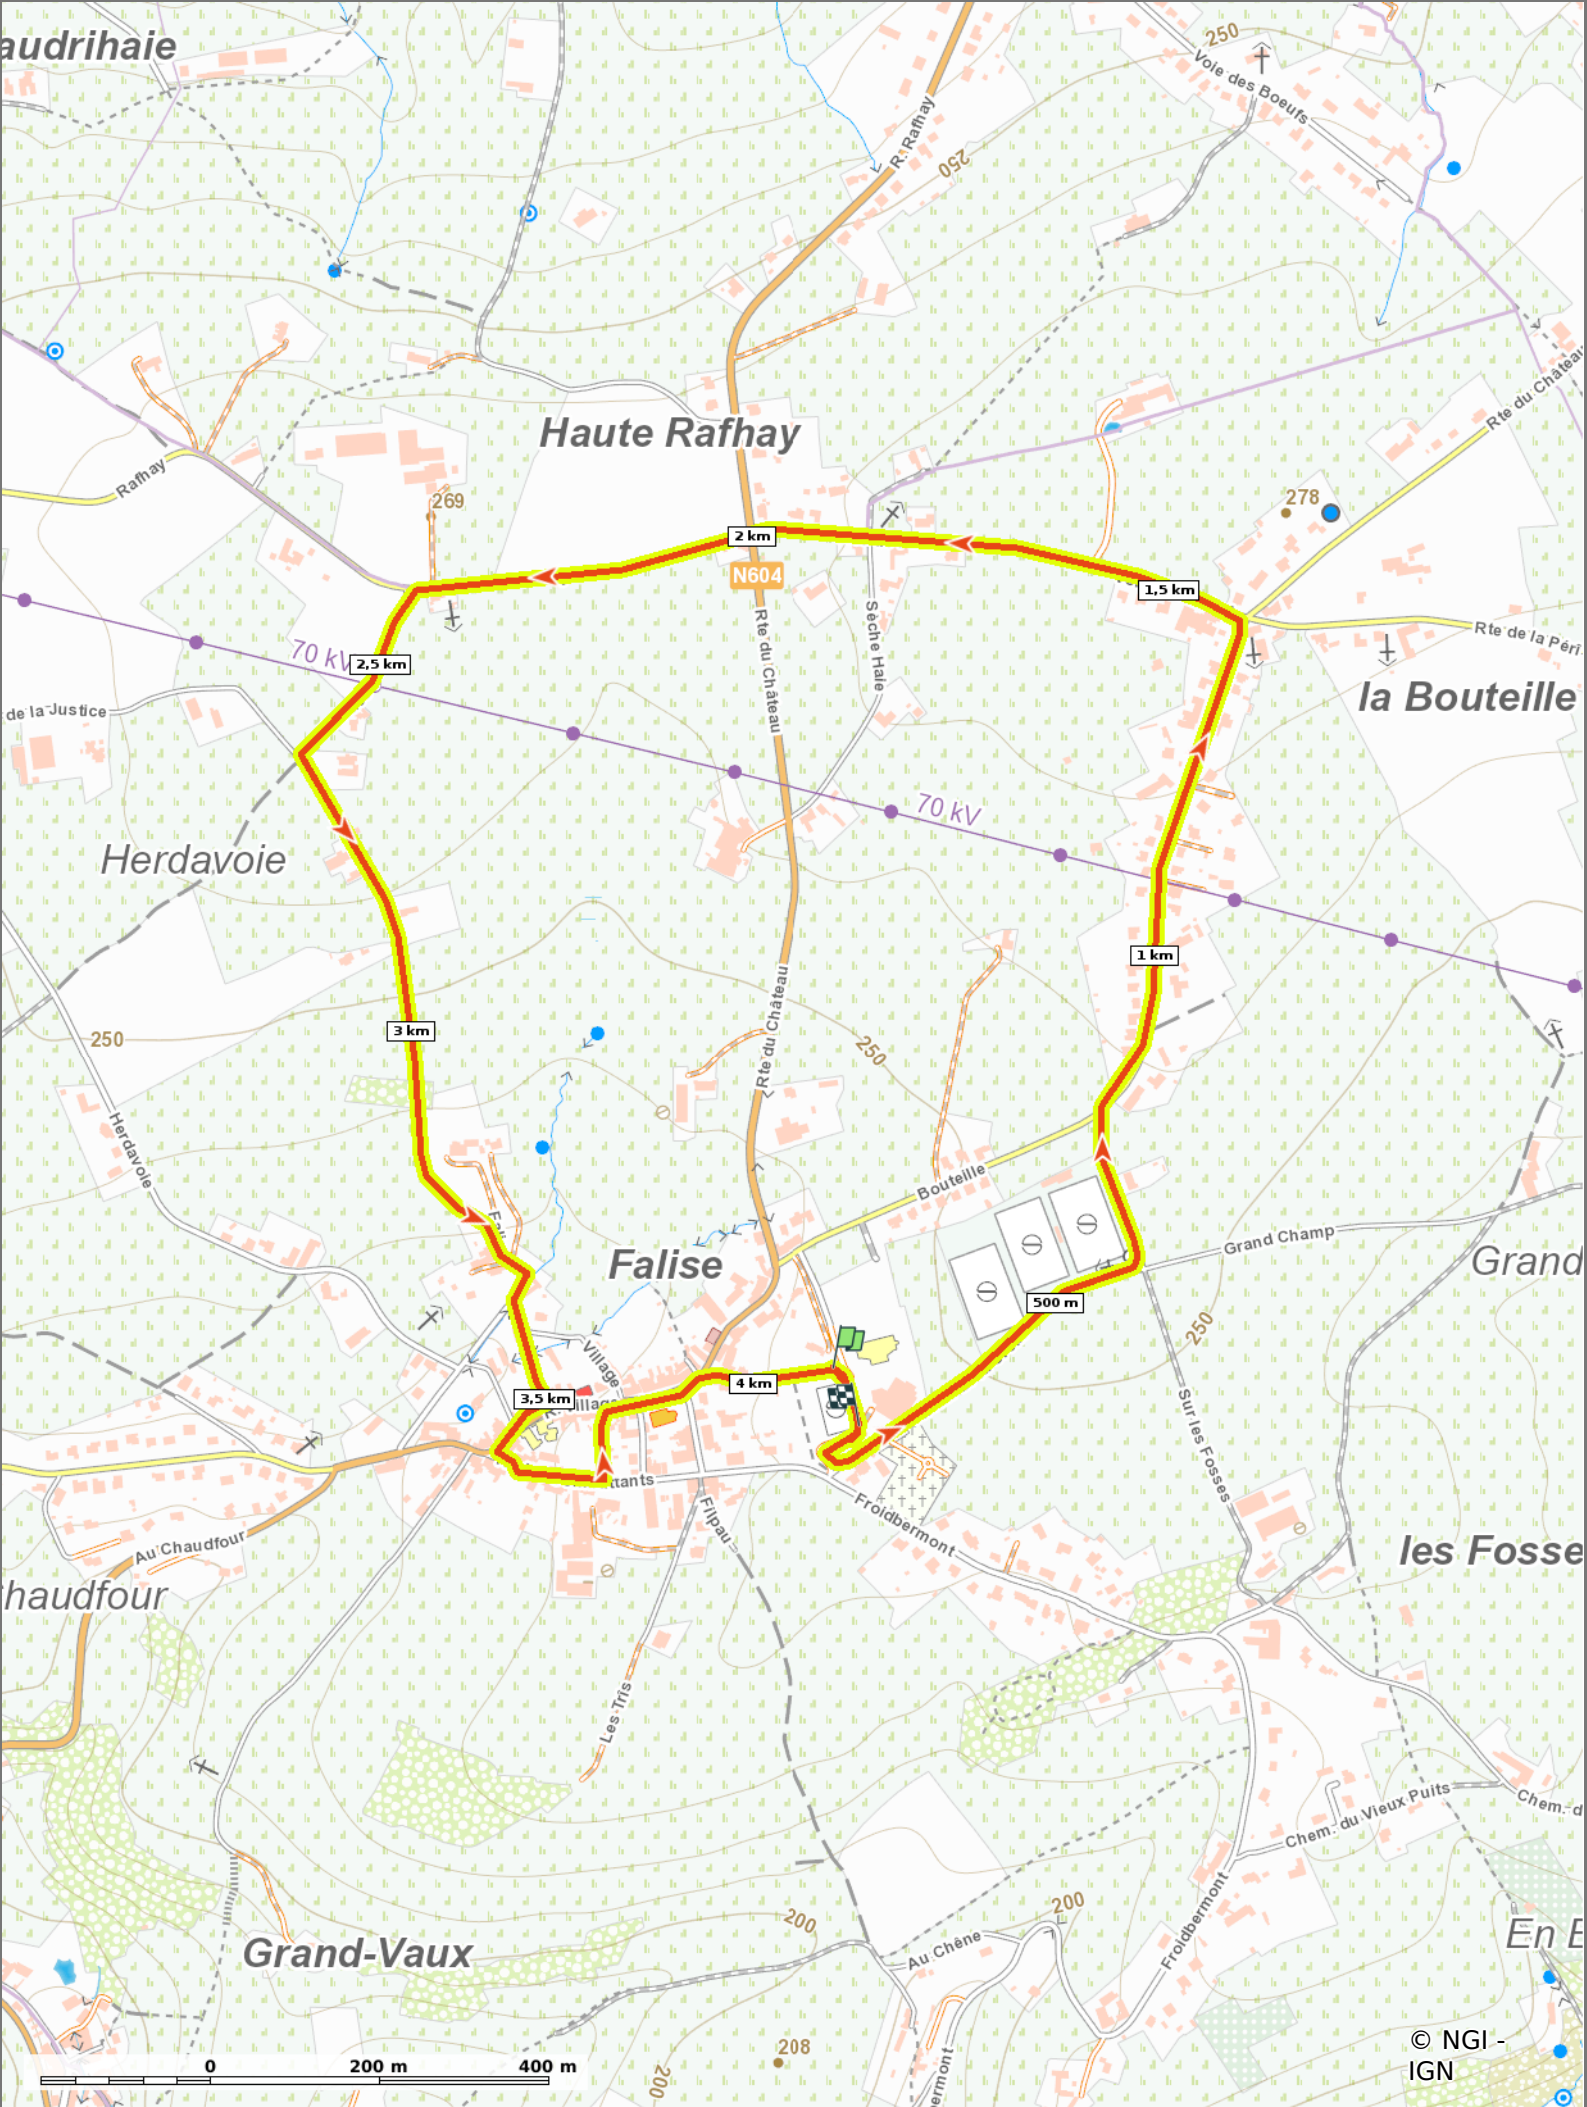 audrihaie
250
Voie des Boeufs
R. Rafhay
250
Rte du Château
Haute Rafhay
Rafhay
269
278
2 km
N604
1,5 km
Rte du Château
Sèche Haie
Rte de la Péri
70 kV
2,5 km
la Bouteille
de la Justice
70 kV
Herdavoie
1 km
Rte du Château
3 km
250
250
Herdavoie
Bouteille
Falise
Grand Champ
Grand
500 m
250
Village
4 km
3,5 km
Sur les Fosses
ttants
Filpau
Froidbermont
Au Chaudfour
les Fosse
haudfour
Les Tris
Chem. du Vieux Puits
Chem. d
200
200
Au Chêne
Froidbermont
En E
Grand-Vaux
208
200
bermont
0 200 m 400 m
© NGI -
IGN